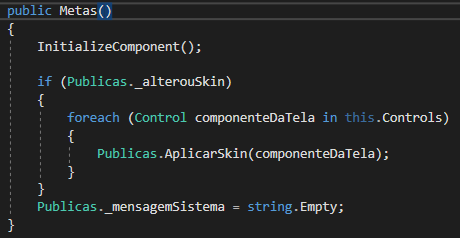 public Metas()
{
InitializeComponent();
if (Publicas._alterouSkin)
{
foreach (Control componenteDaTela in this.Controls)
{
Publicas.AplicarSkin(componenteDaTela);
}
}
Publicas._mensagemSistema = string.Empty;
}